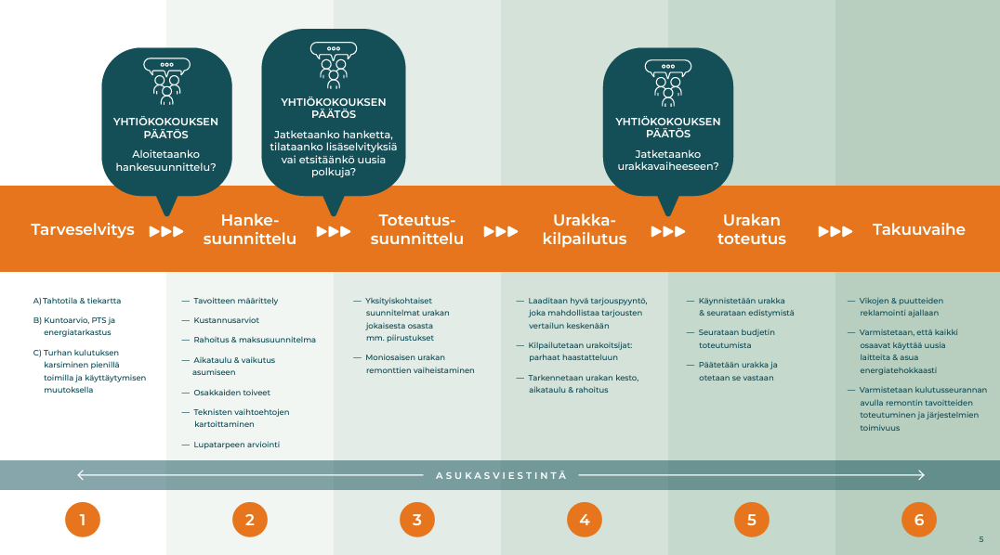 YHTIÖKOKOUKSEN
PÄÄTÖS
Aloitetaanko
hankesuunnittelu?
YHTIÖKOKOUKSEN
PÄÄTÖS
Jatketaanko hanketta,
tilataanko lisäselvityksiä
vai etsitäänkö uusia
polkuja?
YHTIÖKOKOUKSEN
PÄÄTÖS
Jatketaanko
urakkavaiheeseen?
Tarveselvitys
Hanke-
suunnittelu
Toteutus-
suunnittelu
Urakka-
kilpailutus
Urakan
toteutus
Takuuvaihe
A) Tahtotila & tiekartta
B) Kuntoarvio, PTS ja
energiatarkastus
C) Turhan kulutuksen
karsiminen pienillä
toimilla ja käyttäytymisen
muutoksella
— Tavoitteen määrittely
— Kustannusarviot
— Rahoitus & maksusuunnitelma
— Aikataulu & vaikutus
asumiseen
— Osakkaiden toiveet
— Teknisten vaihtoehtojen
kartoittaminen
— Lupatarpeen arviointi
— Yksityiskohtaiset
suunnitelmat urakan
jokaisesta osasta
mm. piirustukset
— Moniosaisen urakan
remonttien vaiheistaminen
— Laaditaan hyvä tarjouspyyntö,
joka mahdollistaa tarjousten
vertailun keskenään
— Kilpailutetaan urakoitsijat:
parhaat haastatteluun
— Tarkennetaan urakan kesto,
aikataulu & rahoitus
— Käynnistetään urakka
& seurataan edistymistä
— Seurataan budjetin
toteutumista
— Päätetään urakka ja
otetaan se vastaan
— Vikojen & puutteiden
reklamointi ajallaan
— Varmistetaan, että kaikki
osaavat käyttää uusia
laitteita & asua
energiatehokkaasti
— Varmistetaan kulutusseurannan
avulla remontin tavoitteiden
toteutuminen ja järjestelmien
toimivuus
ASUKASVIESTINTÄ
1
2
3
4
5
6
5